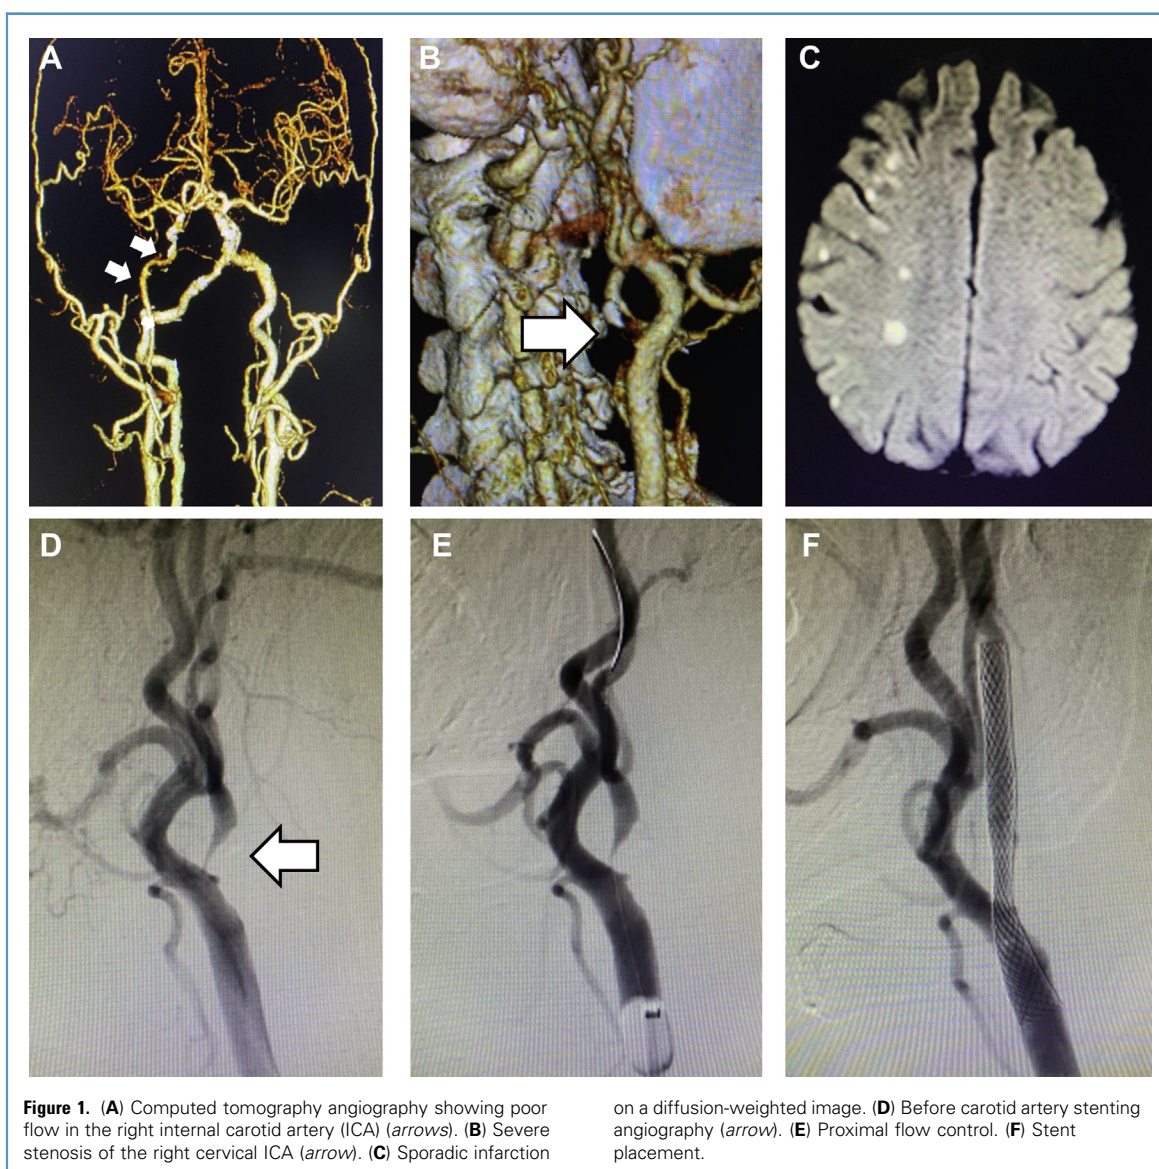 A
B
C
D
E
F
Figure 1. (A) Computed tomography angiography showing poor
flow in the right internal carotid artery (ICA) (arrows). (B) Severe
stenosis of the right cervical ICA (arrow). (C) Sporadic infarction
on a diffusion-weighted image. (D) Before carotid artery stenting
angiography (arrow). (E) Proximal flow control. (F) Stent
placement.